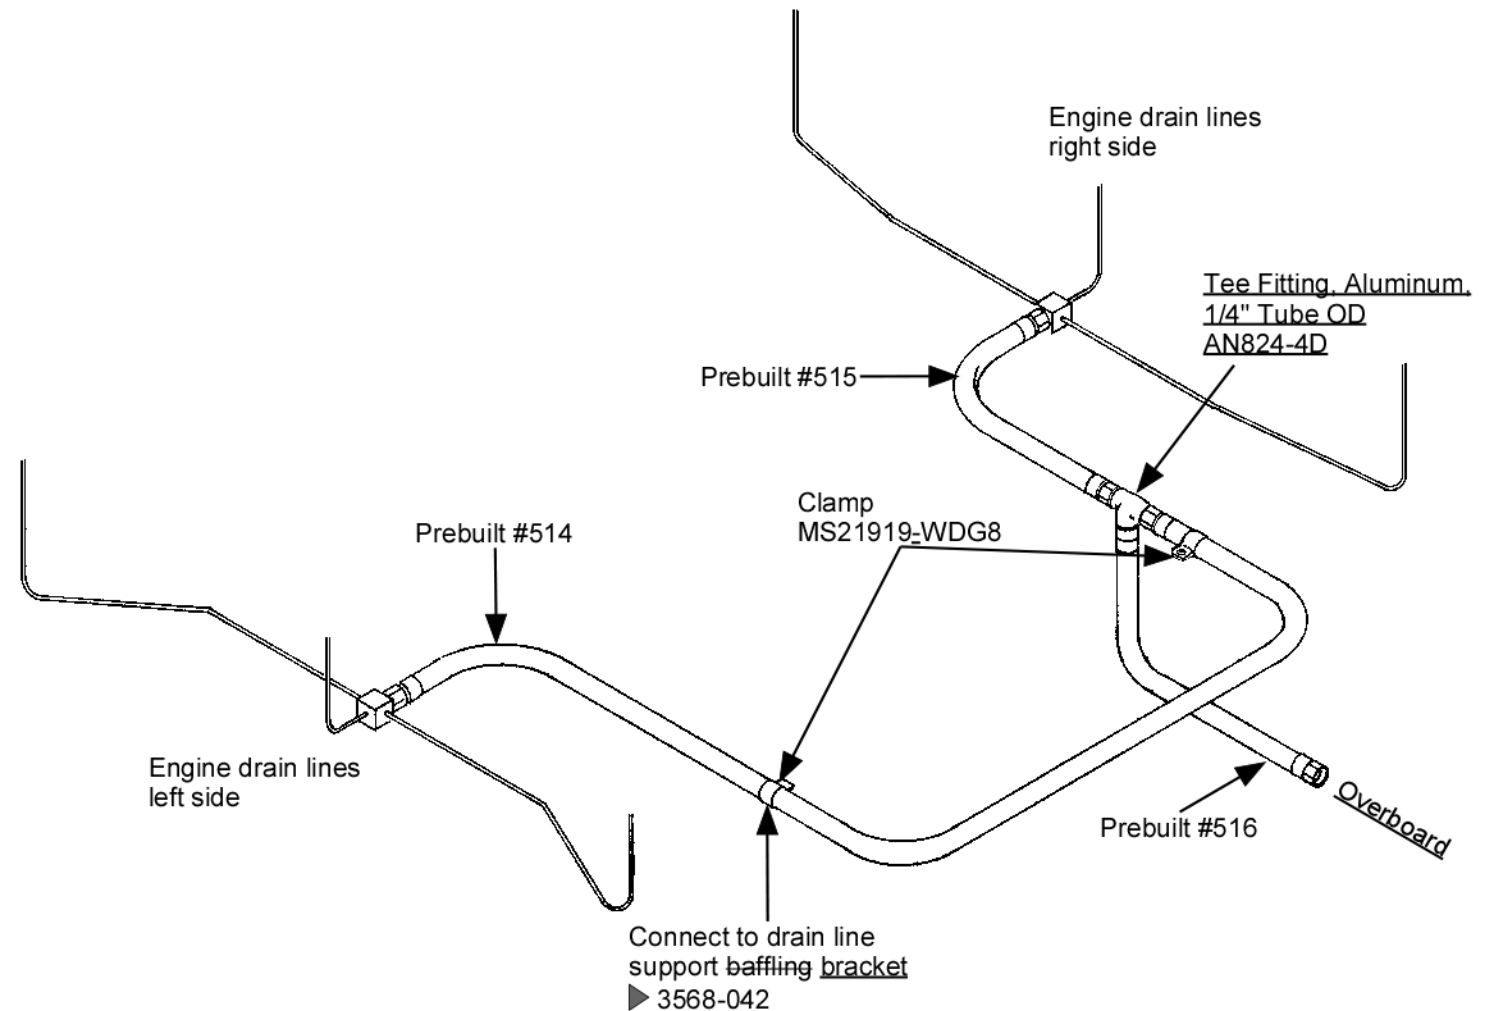 Engine drain lines
right side
Tee Fitting, Aluminum,
1/4" Tube OD
AN824-4D
Prebuilt #515
Clamp
MS21919-WDG8
Prebuilt #514
Engine drain lines
left side
Prebuilt #516
Overboard
Connect to drain line
support baffling bracket
3568-042